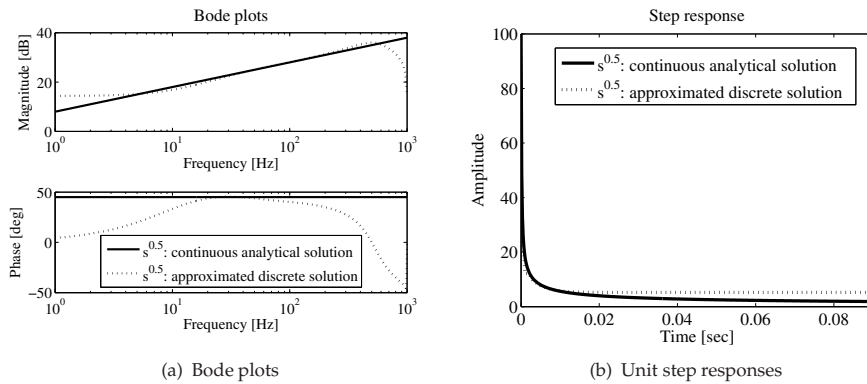 Bode plots
40
20
0
Magnitude [dB]
10^0
10^1
10^2
10^3
Frequency [Hz]
50
0
−50
Phase [deg]
s^0.5: continuous analytical solution
s^0.5: approximated discrete solution
10^0
10^1
10^2
10^3
Frequency [Hz]
(a) Bode plots
Step response
100
80
60
40
20
0
Amplitude
s^0.5: continuous analytical solution
s^0.5: approximated discrete solution
0
0.02
0.04
0.06
0.08
Time [sec]
(b) Unit step responses